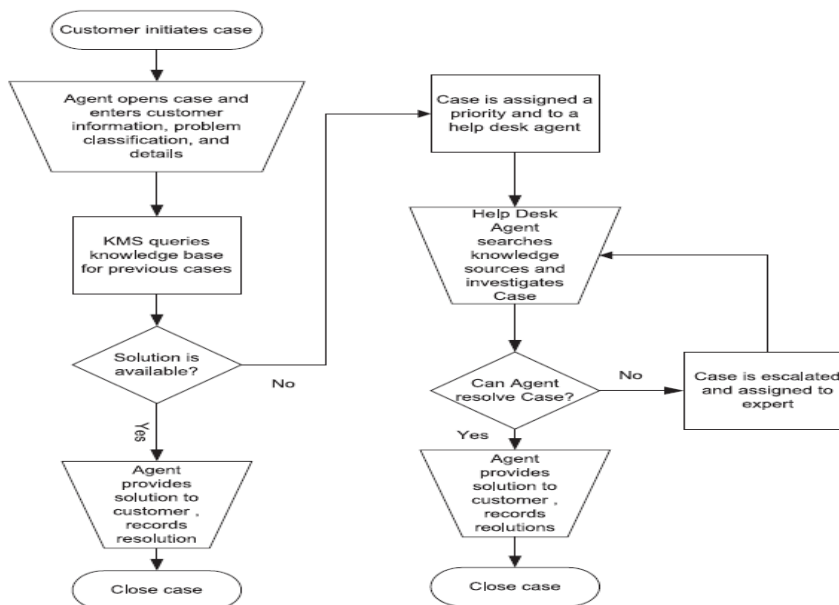 Customer initiates case
Agent opens case and
enters customer
information, problem
classification, and
details
KMS queries
knowledge base
for previous cases
Solution is
available?
No
Yes
Agent
provides
solution to
customer ,
records
resolution
Close case
Case is assigned a
priority and to a
help desk agent
Help Desk
Agent
searches
knowledge
sources and
investigates
Case
Can Agent
resolve Case?
No
Case is escalated
and assigned to
expert
Yes
Agent
provides
solution to
customer ,
records
reolutions
Close case